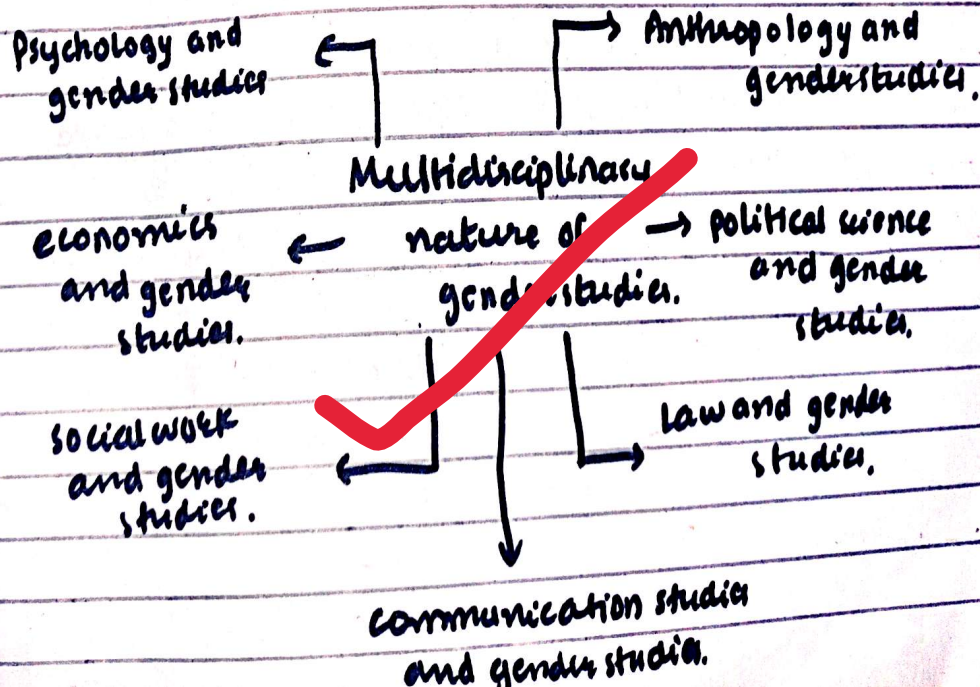 Psychology and
gender studies
Anthropology and
genderstudies.
Multidisciplinary
nature of
genderstudies.
economics
and gender
studies.
political science
and gender
studies.
social work
and gender
studies.
law and gender
studies.
communication studies
and gender studies.